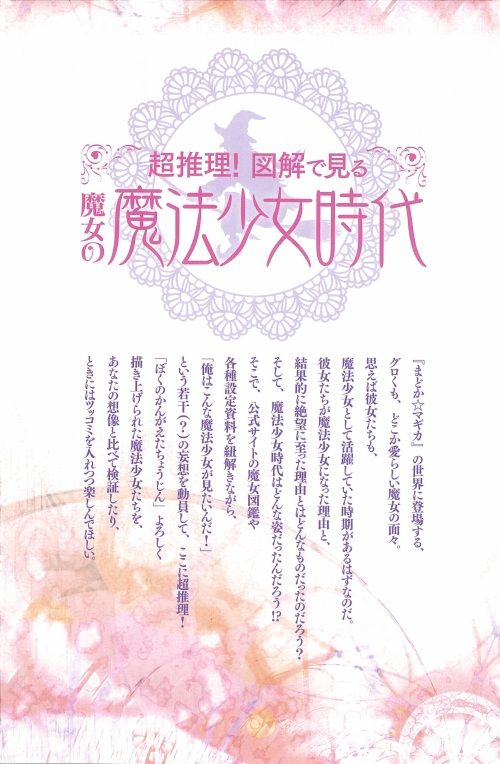 超推理！図解で見る
魔女の魔法少女時代
『まどか☆マギカ』の世界に登場する、
グロくも、どこか愛らしい魔女の面々。
思えば彼女たちも、
魔法少女として活躍していた時期があるはずなのだ。
彼女たちが魔法少女になった理由と、
結果的に絶望に至った理由とはどんなものだったのだろう？
そして、魔法少女時代はどんな姿だったんだろう!?
そこで、公式サイトの魔女図鑑や
各種設定資料を紐解きながら、
「俺はこんな魔法少女が見たいんだ！」
という若干（？）の妄想を動員して、ここに超推理！
「ぼくのかんがえたちょうじん」よろしく
描き上げられた魔法少女たちを、
あなたの想像と比べて検証したり、
ときにはツッコミを入れつつ楽しんでほしい。